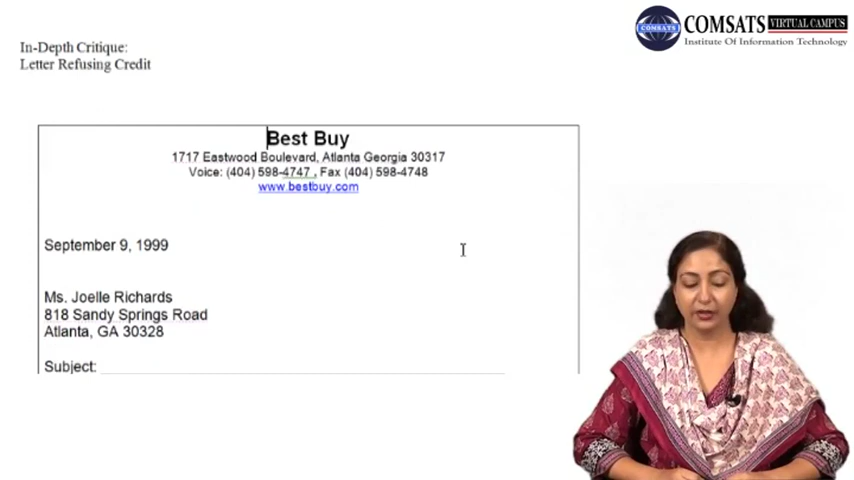 In-Depth Critique:
Letter Refusing Credit
COMSATS VIRTUAL CAMPUS
Institute Of Information Technology
COMSATS
Best Buy
1717 Eastwood Boulevard, Atlanta Georgia 30317
Voice: (404) 598-4747 , Fax (404) 598-4748
www.bestbuy.com
September 9, 1999
Ms. Joelle Richards
818 Sandy Springs Road
Atlanta, GA 30328
Subject: